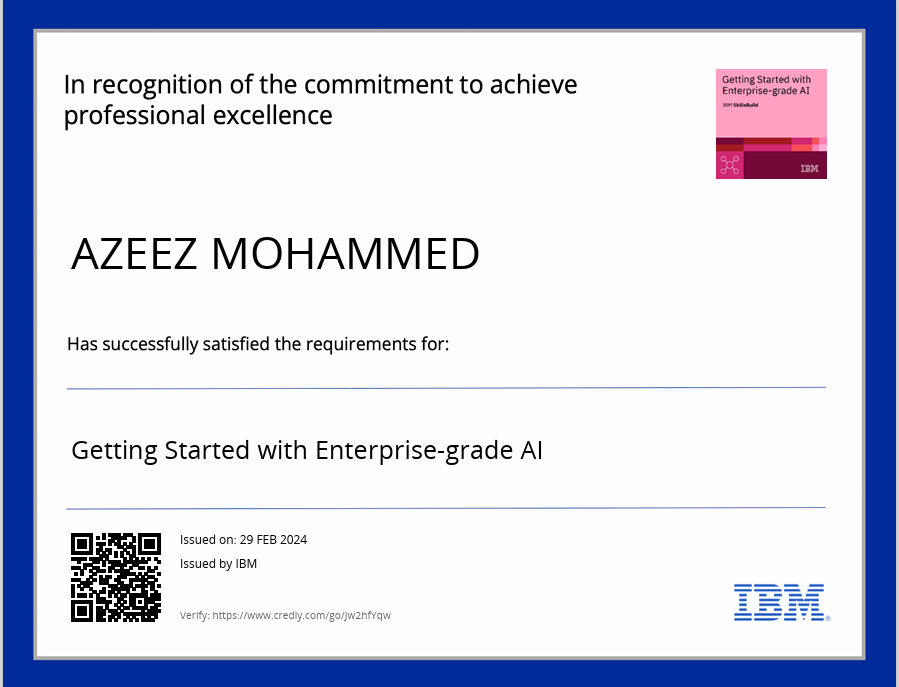 In recognition of the commitment to achieve
professional excellence
Getting Started with
Enterprise-grade AI
IBM SkillsBuild
IBM
AZEEZ MOHAMMED
Has successfully satisfied the requirements for:
Getting Started with Enterprise-grade AI
Issued on: 29 FEB 2024
Issued by IBM
Verify: https://www.credly.com/go/Jw2hfYqw
IBM®